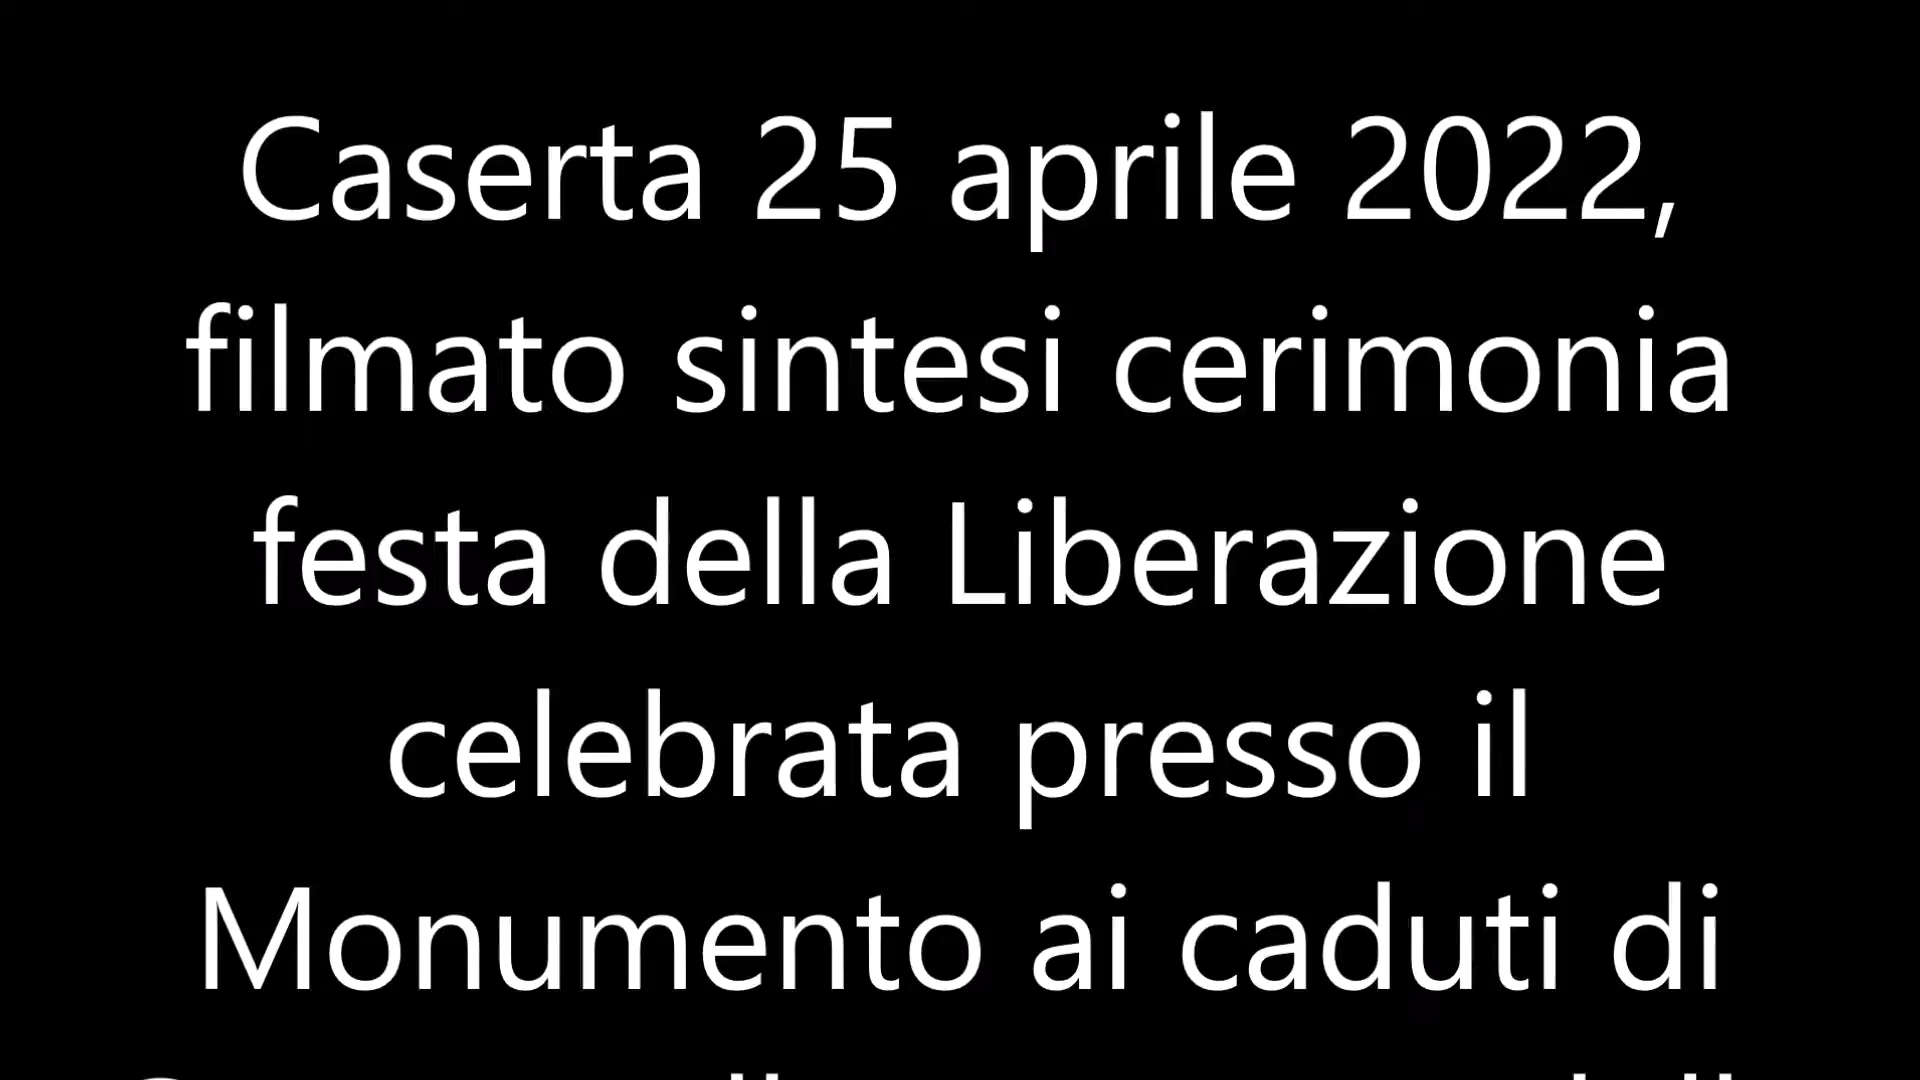 Caserta 25 aprile 2022,
filmato sintesi cerimonia
festa della Liberazione
celebrata presso il
Monumento ai caduti di